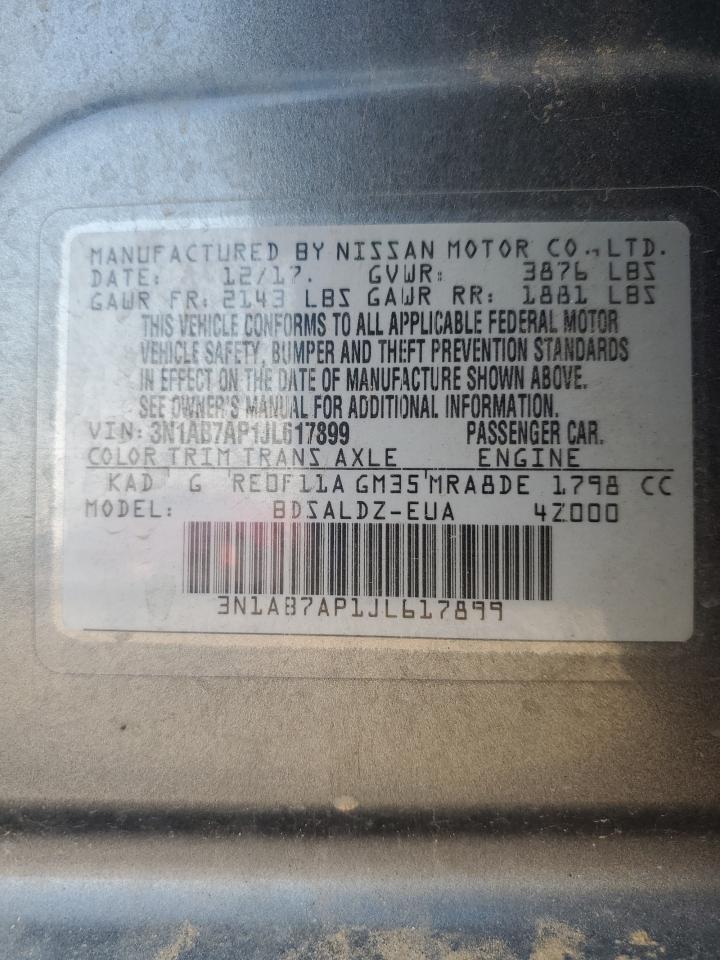 MANUFACTURED BY NISSAN MOTOR CO., LTD.
DATE: 12/17. GVWR: 3876 LBS
GAWR FR: 2143 LBS GAWR RR: 1881 LBS
THIS VEHICLE CONFORMS TO ALL APPLICABLE FEDERAL MOTOR
VEHICLE SAFETY, BUMPER AND THEFT PREVENTION STANDARDS
IN EFFECT ON THE DATE OF MANUFACTURE SHOWN ABOVE.
SEE OWNER'S MANUAL FOR ADDITIONAL INFORMATION.
VIN: 3N1AB7AP1JL617899 PASSENGER CAR.
COLOR TRIM TRANS AXLE ENGINE
KAD G RE0F11A GM35 MRA8DE 1798 CC
MODEL: BDSALDZ-EUA 4Z000
3N1AB7AP1JL617899